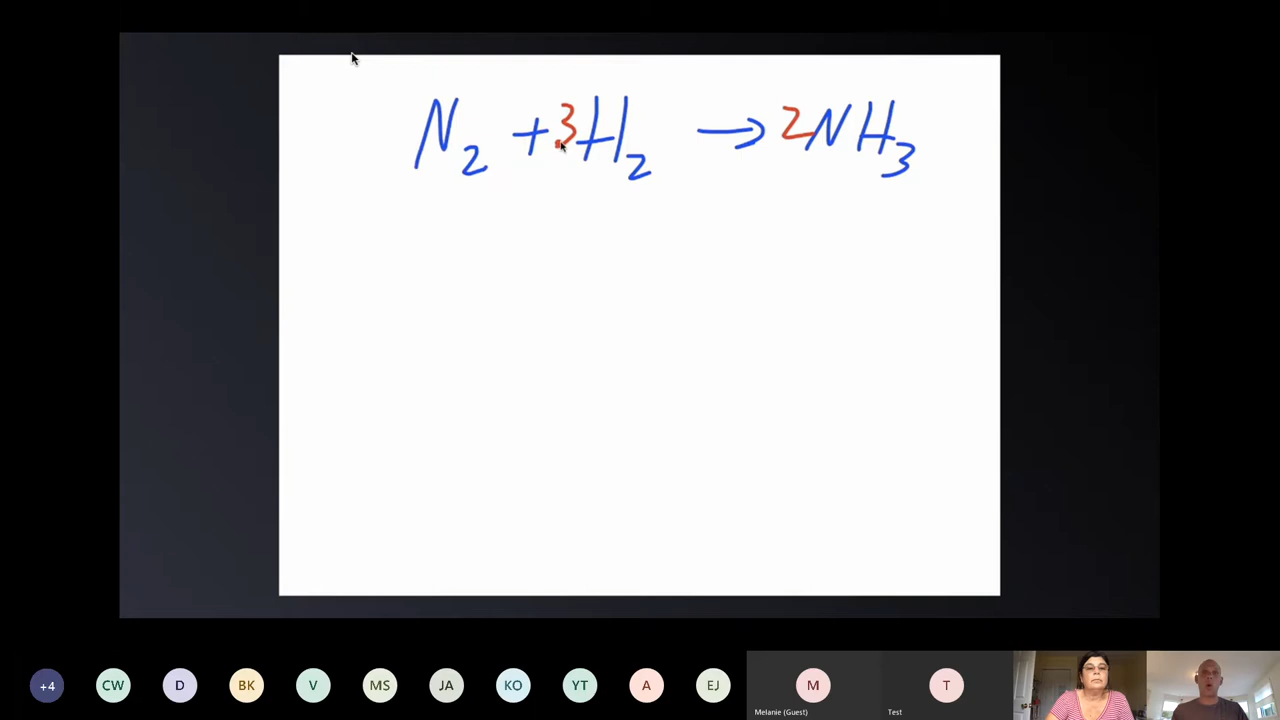 N₂ + 3H₂ → 2NH₃
+4
CW
D
BK
V
MS
JA
KO
YT
A
EJ
M
T
Melanie (Guest)
Test